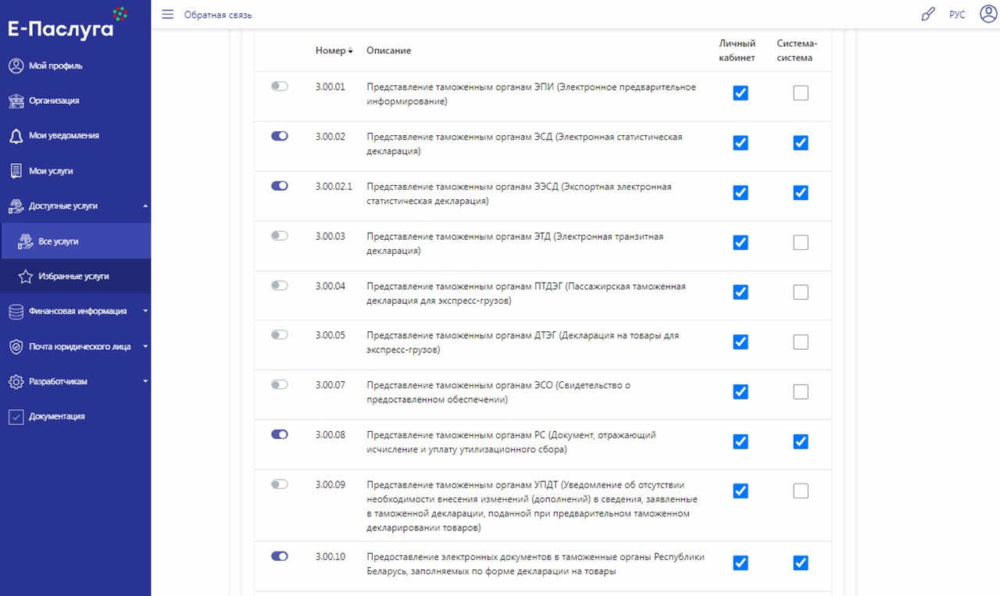 Е-Паслуга
Обратная связь
РУС
Мой профиль
Организация
Мои уведомления
Мои услуги
Доступные услуги
Все услуги
Избранные услуги
Финансовая информация
Почта юридического лица
Разработчикам
Документация
Номер Описание Личный Система-
кабинет система
3.00.01 Представление таможенным органам ЭПИ (Электронное предварительное
информирование)
3.00.02 Представление таможенным органам ЭСД (Электронная статистическая
декларация)
3.00.02.1 Представление таможенным органам ЭЭСД (Экспортная электронная
статистическая декларация)
3.00.03 Представление таможенным органам ЭТД (Электронная транзитная
декларация)
3.00.04 Представление таможенным органам ПТДЭГ (Пассажирская таможенная
декларация для экспресс-грузов)
3.00.05 Представление таможенным органам ДТЭГ (Декларация на товары для
экспресс-грузов)
3.00.07 Представление таможенным органам ЭСО (Свидетельство о
предоставленном обеспечении)
3.00.08 Представление таможенным органам РС (Документ, отражающий
исчисление и уплату утилизационного сбора)
3.00.09 Представление таможенным органам УПДТ (Уведомление об отсутствии
необходимости внесения изменений (дополнений) в сведения, заявленные
в таможенной декларации, поданной при предварительном таможенном
декларировании товаров)
3.00.10 Предоставление электронных документов в таможенные органы Республики
Беларусь, заполняемых по форме декларации на товары